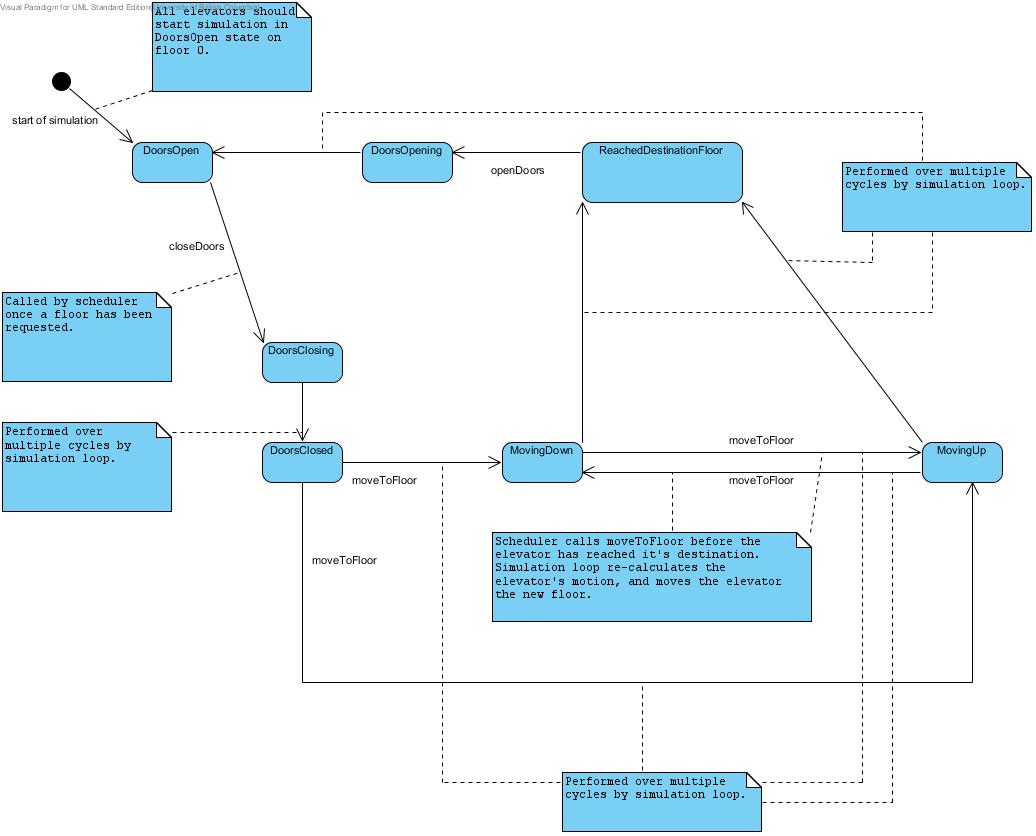 Visual Paradigm for UML Standard Edition
All elevators should
start simulation in
DoorsOpen state on
floor 0.
start of simulation
DoorsOpen
DoorsOpening
ReachedDestinationFloor
openDoors
Performed over multiple
cycles by simulation loop.
closeDoors
Called by scheduler
once a floor has been
requested.
DoorsClosing
Performed over
multiple cycles by
simulation loop.
DoorsClosed
moveToFloor
MovingDown
moveToFloor
moveToFloor
MovingUp
moveToFloor
Scheduler calls moveToFloor before the
elevator has reached it's destination.
Simulation loop re-calculates the
elevator's motion, and moves the elevator
the new floor.
Performed over multiple
cycles by simulation loop.